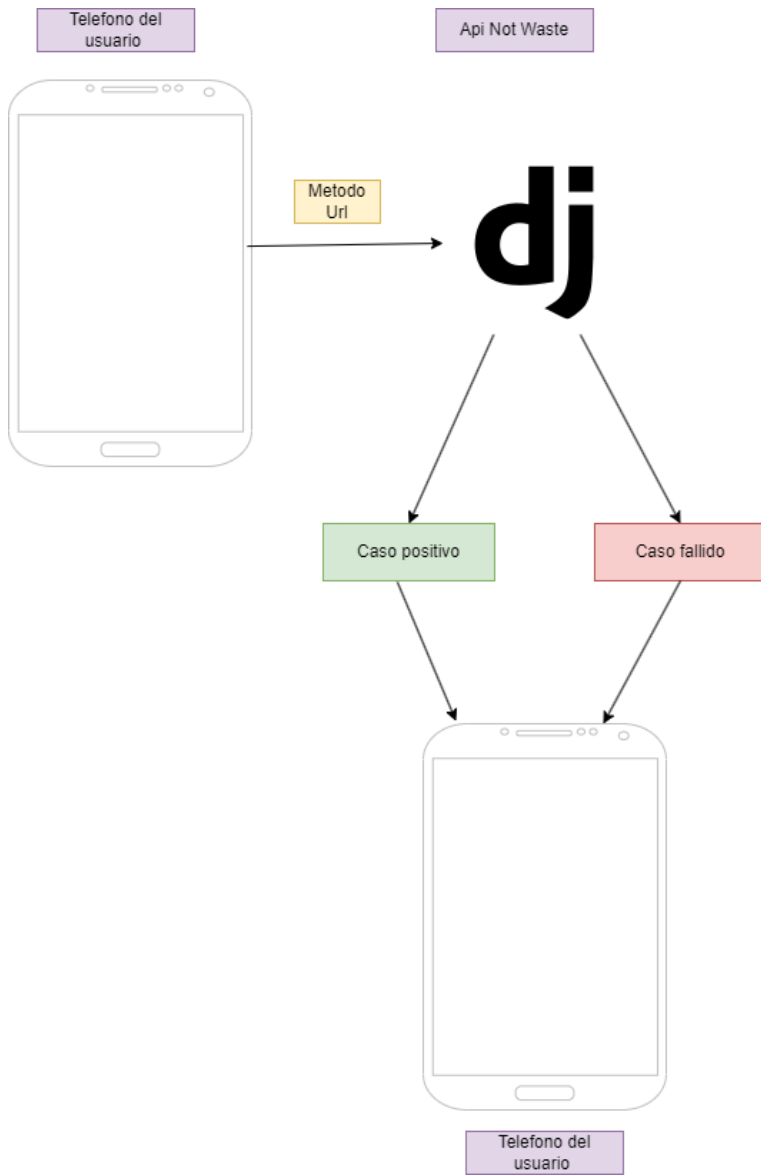 Telefono del
usuario
Api Not Waste
Metodo
Url
dj
Caso positivo
Caso fallido
Telefono del
usuario